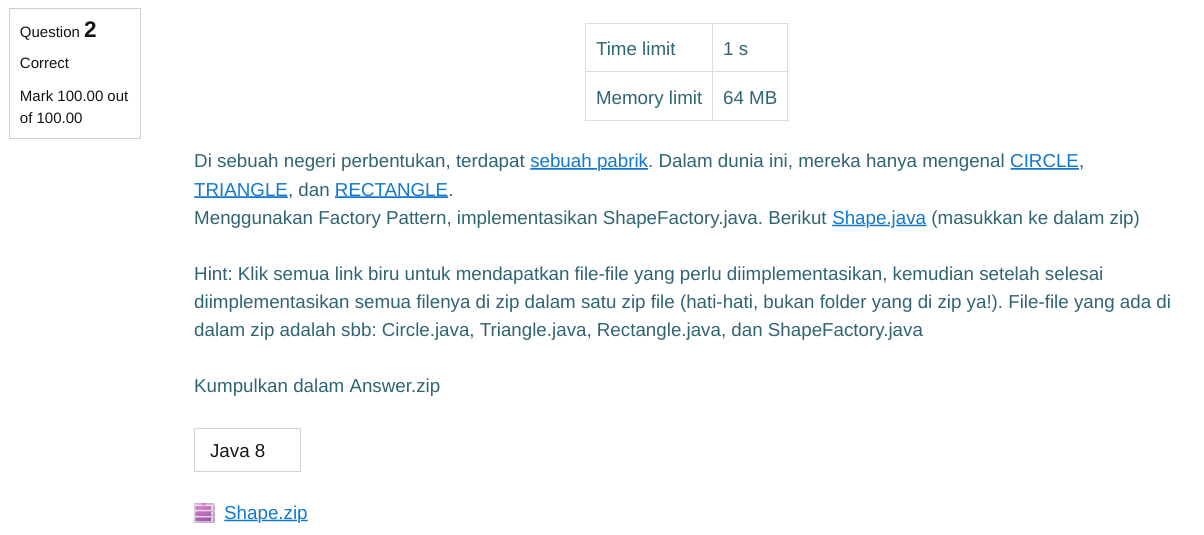 Question 2
Correct
Mark 100.00 out
of 100.00
Time limit 1 s
Memory limit 64 MB
Di sebuah negeri perbentukan, terdapat sebuah pabrik. Dalam dunia ini, mereka hanya mengenal CIRCLE,
TRIANGLE, dan RECTANGLE.
Menggunakan Factory Pattern, implementasikan ShapeFactory.java. Berikut Shape.java (masukkan ke dalam zip)
Hint: Klik semua link biru untuk mendapatkan file-file yang perlu diimplementasikan, kemudian setelah selesai
diimplementasikan semua filenya di zip dalam satu zip file (hati-hati, bukan folder yang di zip ya!). File-file yang ada di
dalam zip adalah sbb: Circle.java, Triangle.java, Rectangle.java, dan ShapeFactory.java
Kumpulkan dalam Answer.zip
Java 8
Shape.zip